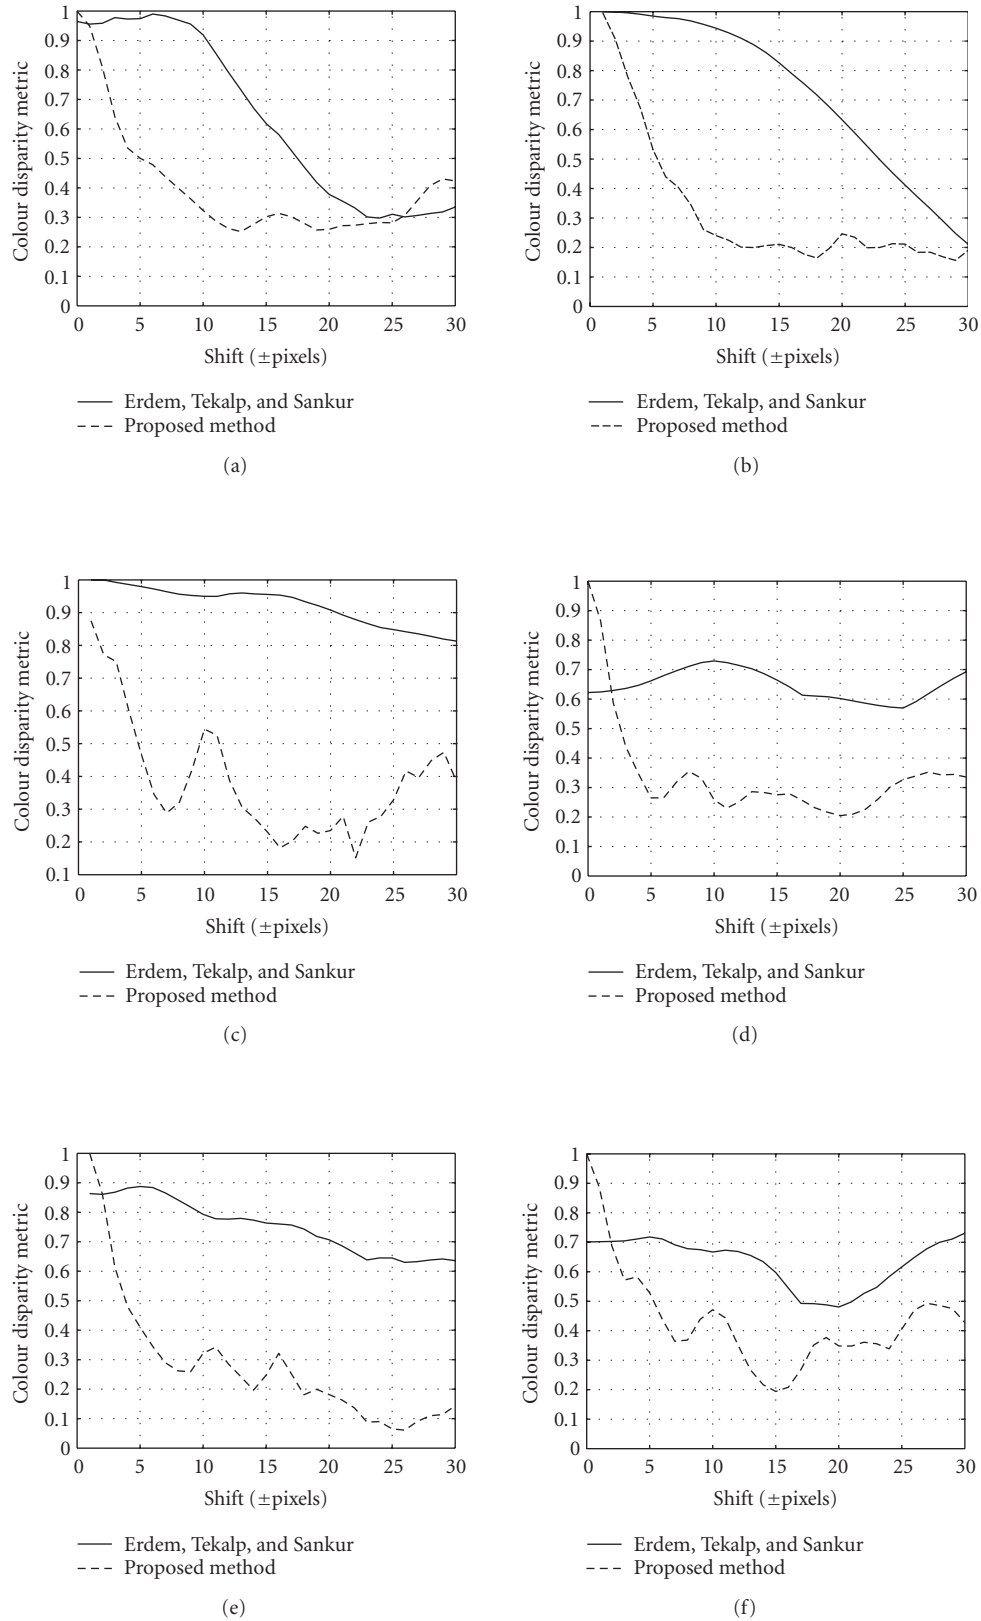 Colour disparity metric
1
0.9
0.8
0.7
0.6
0.5
0.4
0.3
0.2
0.1
0
0 5 10 15 20 25 30
Shift (±pixels)
Erdem, Tekalp, and Sankur
Proposed method
(a)
Colour disparity metric
1
0.9
0.8
0.7
0.6
0.5
0.4
0.3
0.2
0.1
0
0 5 10 15 20 25 30
Shift (±pixels)
Erdem, Tekalp, and Sankur
Proposed method
(b)
Colour disparity metric
1
0.9
0.8
0.7
0.6
0.5
0.4
0.3
0.2
0.1
0 5 10 15 20 25 30
Shift (±pixels)
Erdem, Tekalp, and Sankur
Proposed method
(c)
Colour disparity metric
1
0.9
0.8
0.7
0.6
0.5
0.4
0.3
0.2
0.1
0
0 5 10 15 20 25 30
Shift (±pixels)
Erdem, Tekalp, and Sankur
Proposed method
(d)
Colour disparity metric
1
0.9
0.8
0.7
0.6
0.5
0.4
0.3
0.2
0.1
0
0 5 10 15 20 25 30
Shift (±pixels)
Erdem, Tekalp, and Sankur
Proposed method
(e)
Colour disparity metric
1
0.9
0.8
0.7
0.6
0.5
0.4
0.3
0.2
0.1
0
0 5 10 15 20 25 30
Shift (±pixels)
Erdem, Tekalp, and Sankur
Proposed method
(f)